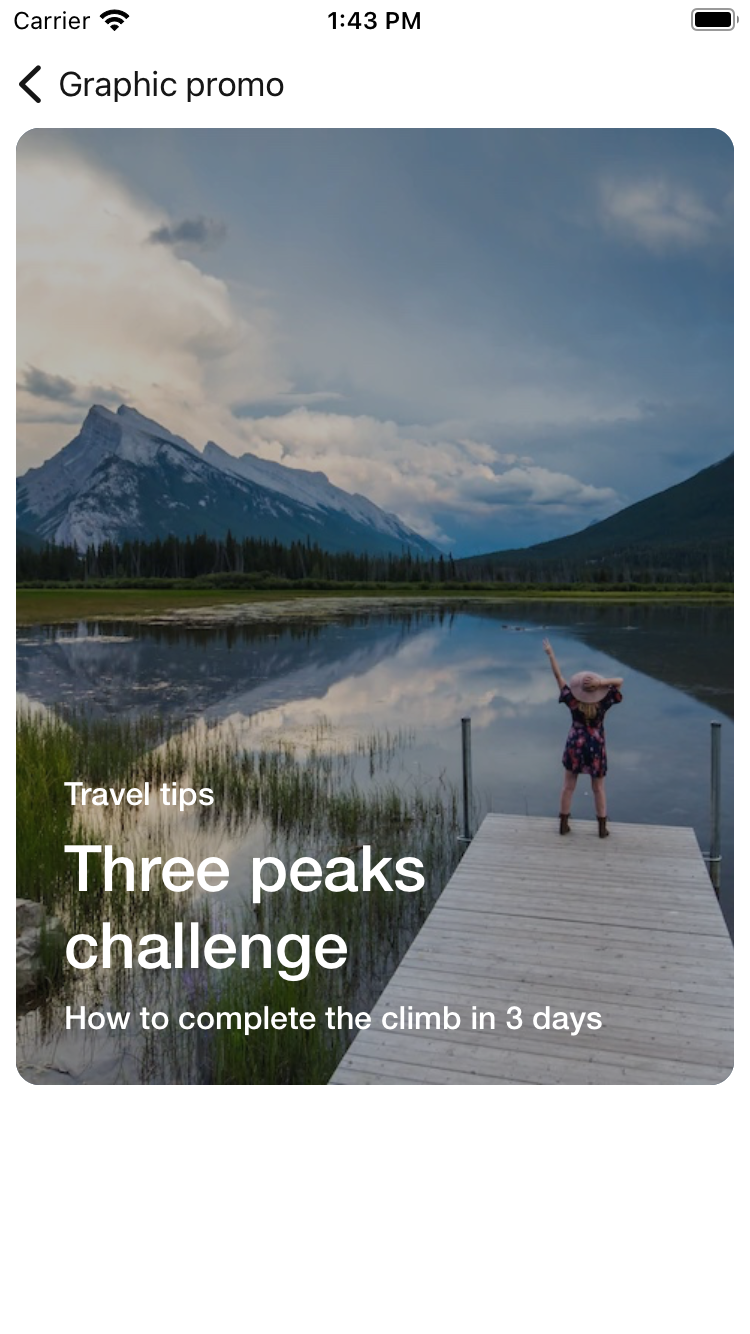 Carrier 1:43 PM
Graphic promo
Travel tips
Three peaks
challenge
How to complete the climb in 3 days